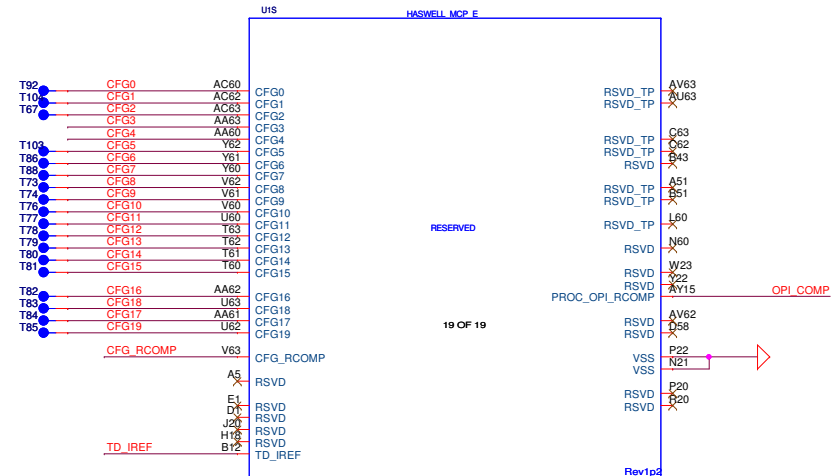 U1S
HASWELL_MCP_E
T92 CFG0 AC60 CFG0 RSVD_TP AV63
T104 CFG1 AC62 CFG1 RSVD_TP AU63
T67 CFG2 AC63 CFG2
CFG3 AA63 CFG3
CFG4 AA60 CFG4 RSVD_TP C63
T103 CFG5 Y62 CFG5 RSVD_TP C62
T86 CFG6 Y61 CFG6 RSVD B43
T88 CFG7 Y60 CFG7
T73 CFG8 V62 CFG8 RSVD_TP A51
T74 CFG9 V61 CFG9 RSVD_TP B51
T76 CFG10 V60 CFG10
T77 CFG11 U60 CFG11 RESERVED RSVD_TP L60
T78 CFG12 T63 CFG12
T79 CFG13 T62 CFG13 RSVD N60
T80 CFG14 T61 CFG14
T81 CFG15 T60 CFG15 RSVD W23
RSVD Y22
T82 CFG16 AA62 CFG16 PROC_OPI_RCOMP AY15 OPI_COMP
T83 CFG18 U63 CFG18
T84 CFG17 AA61 CFG17 RSVD AV62
T85 CFG19 U62 CFG19 19 OF 19 RSVD D58
CFG_RCOMP V63 CFG_RCOMP VSS P22
VSS N21
A5 RSVD
RSVD P20
E1 RSVD RSVD R20
D1 RSVD
J20 RSVD
H18 RSVD
TD_IREF B12 TD_IREF
Rev1p2